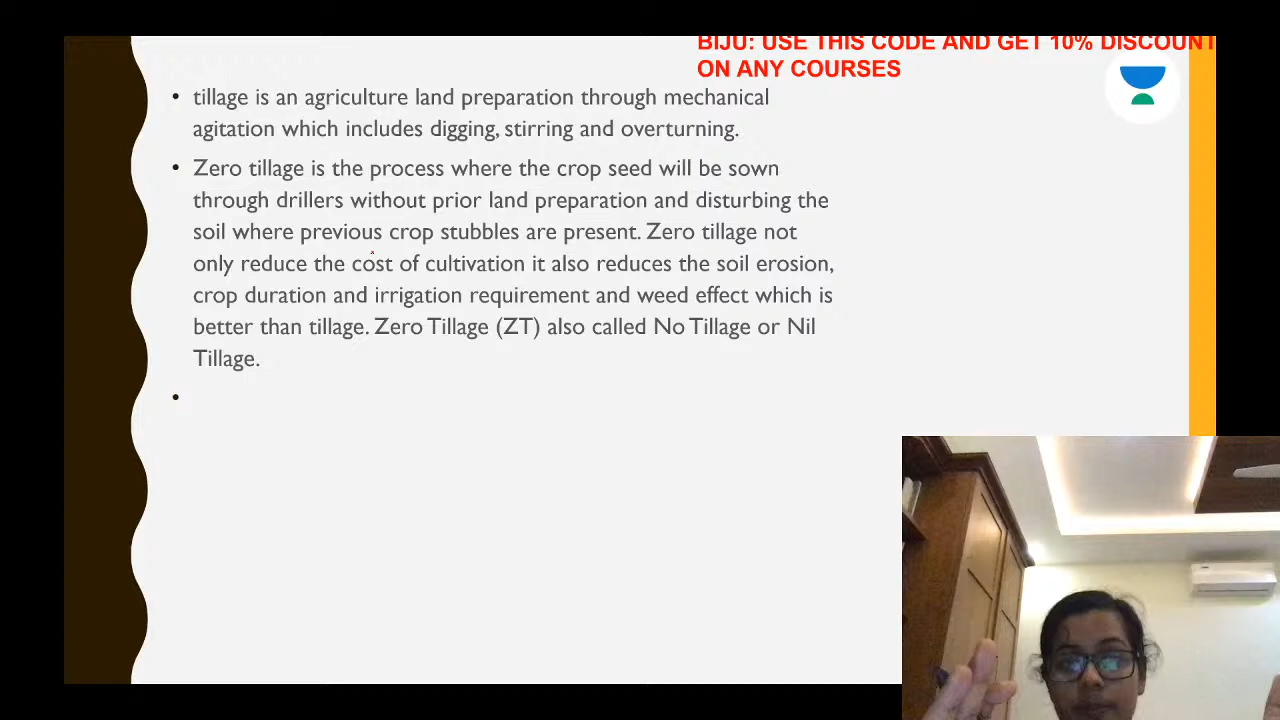 BIJU: USE THIS CODE AND GET 10% DISCOUNT
ON ANY COURSES
• tillage is an agriculture land preparation through mechanical
agitation which includes digging, stirring and overturning.
• Zero tillage is the process where the crop seed will be sown
through drillers without prior land preparation and disturbing the
soil where previous crop stubbles are present. Zero tillage not
only reduce the cost of cultivation it also reduces the soil erosion,
crop duration and irrigation requirement and weed effect which is
better than tillage. Zero Tillage (ZT) also called No Tillage or Nil
Tillage.
•